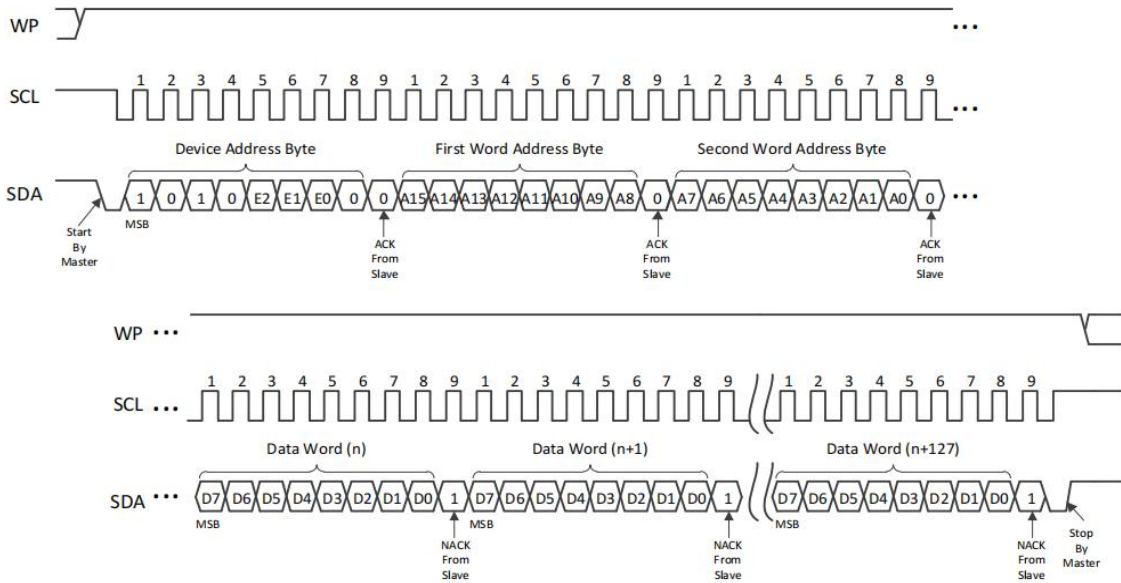 WP
...
1 2 3 4 5 6 7 8 9 1 2 3 4 5 6 7 8 9 1 2 3 4 5 6 7 8 9
SCL
...
Device Address Byte First Word Address Byte Second Word Address Byte
SDA 1 0 1 0 E2 E1 E0 0 0 A15 A14 A13 A12 A11 A10 A9 A8 0 A7 A6 A5 A4 A3 A2 A1 A0 0 ...
MSB
Start
By
Master
ACK
From
Slave
ACK
From
Slave
ACK
From
Slave
WP ...
1 2 3 4 5 6 7 8 9 1 2 3 4 5 6 7 8 9 1 2 3 4 5 6 7 8 9
SCL ...
Data Word (n) Data Word (n+1) Data Word (n+127)
SDA ... D7 D6 D5 D4 D3 D2 D1 D0 1 D7 D6 D5 D4 D3 D2 D1 D0 1 D7 D6 D5 D4 D3 D2 D1 D0 1
MSB MSB MSB
NACK
From
Slave
NACK
From
Slave
NACK
From
Slave
Stop
By
Master